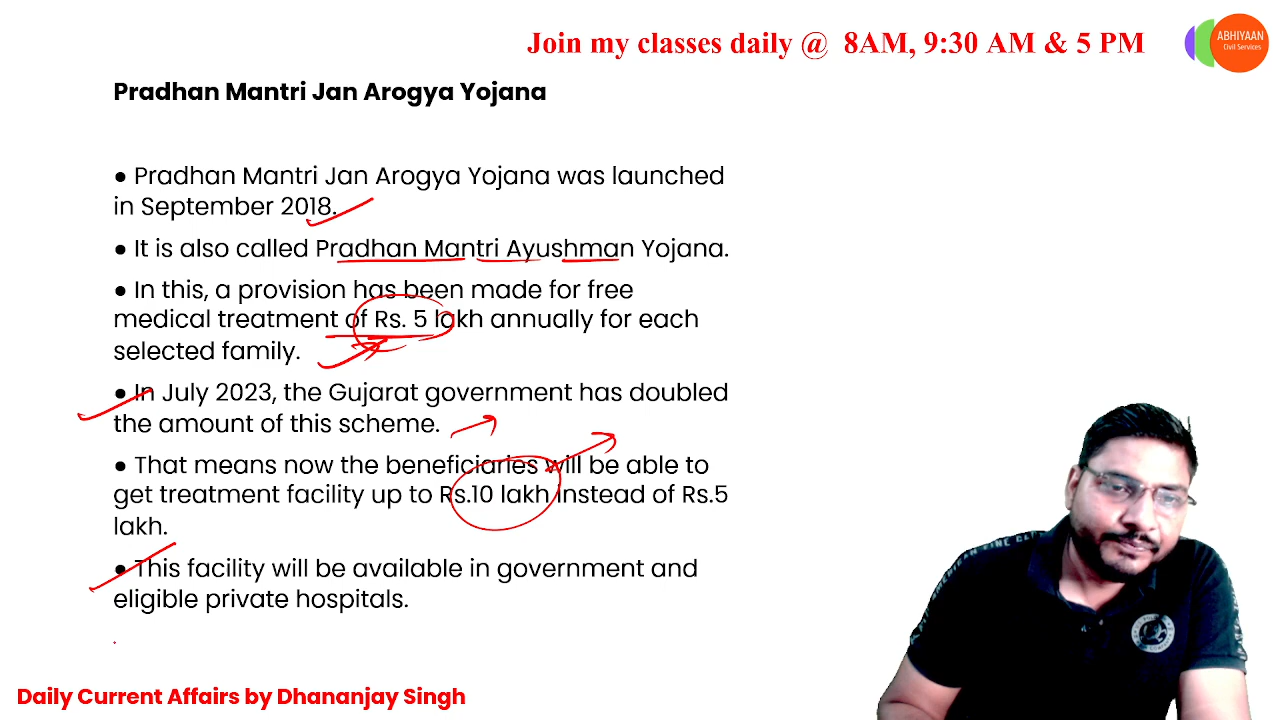 Join my classes daily @ 8AM, 9:30 AM & 5 PM
ABHIYAAN
Civil Services
Pradhan Mantri Jan Arogya Yojana
● Pradhan Mantri Jan Arogya Yojana was launched
in September 2018.
● It is also called Pradhan Mantri Ayushman Yojana.
● In this, a provision has been made for free
medical treatment of Rs. 5 lakh annually for each
selected family.
● In July 2023, the Gujarat government has doubled
the amount of this scheme.
● That means now the beneficiaries will be able to
get treatment facility up to Rs.10 lakh instead of Rs.5
lakh.
● This facility will be available in government and
eligible private hospitals.
Daily Current Affairs by Dhananjay Singh